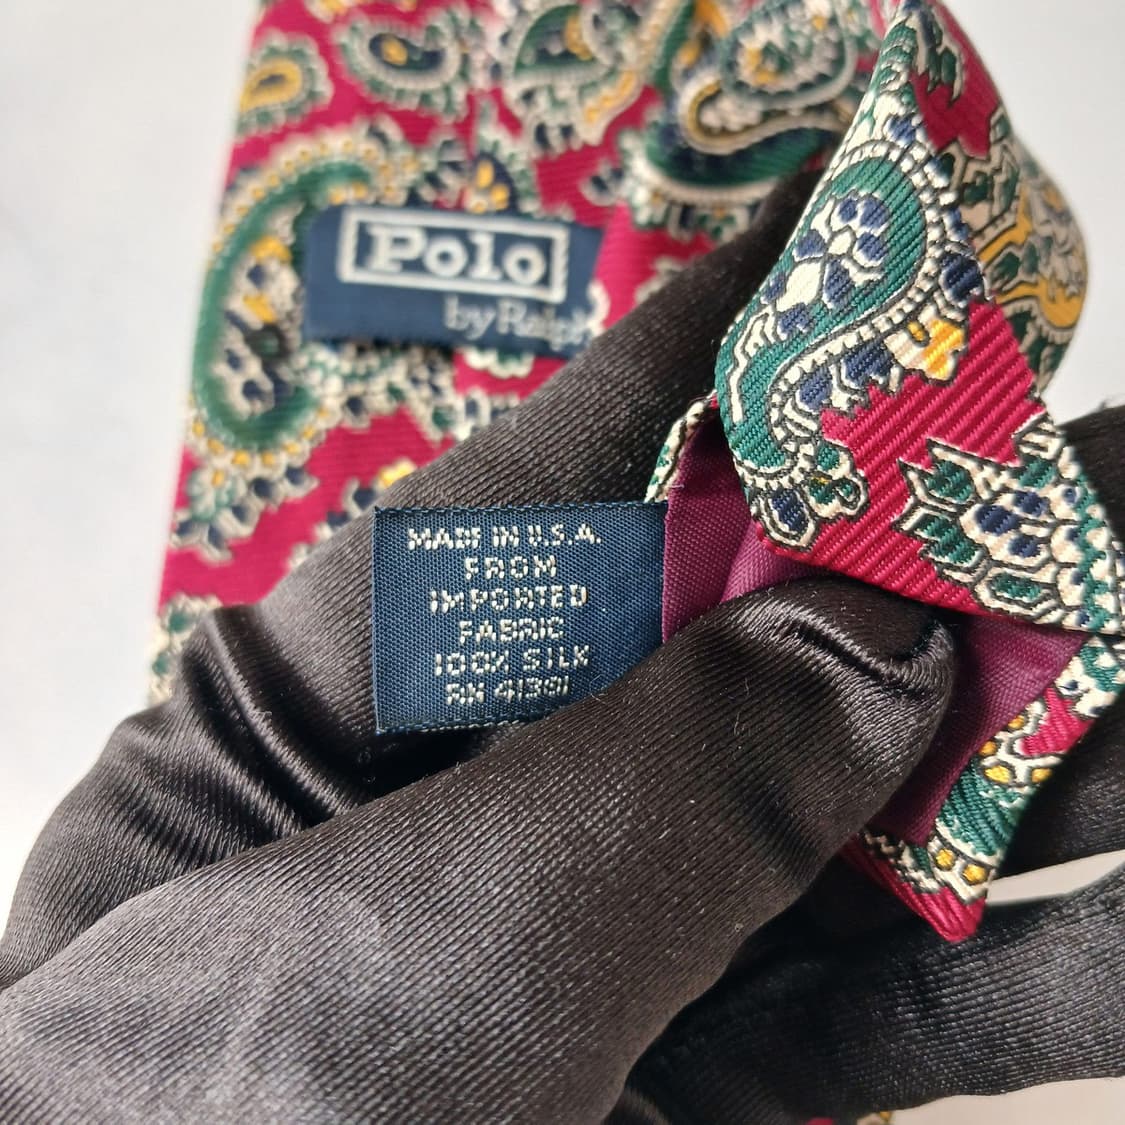 Polo
by Ralph
MADE IN U.S.A.
FROM
IMPORTED
FABRIC
100% SILK
RN 41381